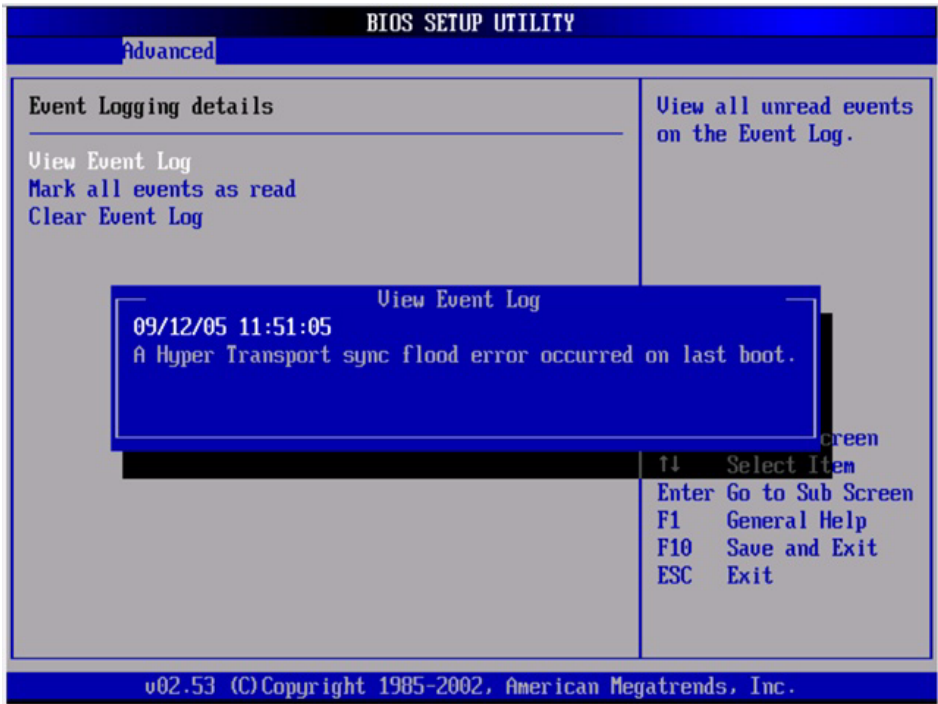 BIOS SETUP UTILITY
Advanced
Event Logging details
View Event Log
Mark all events as read
Clear Event Log
View all unread events
on the Event Log.
View Event Log
09/12/05 11:51:05
A Hyper Transport sync flood error occurred on last boot.
↑↓ Select Item
Enter Go to Sub Screen
F1 General Help
F10 Save and Exit
ESC Exit
v02.53 (C)Copyright 1985-2002, American Megatrends, Inc.